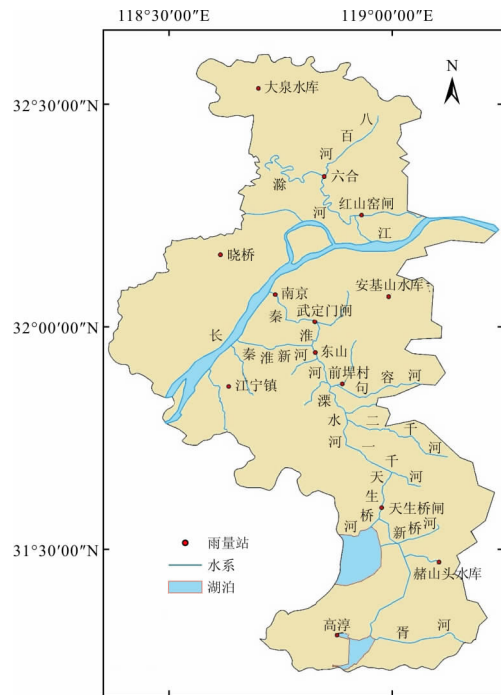 118°30′00″E
119°00′00″E
N
32°30′00″N
大泉水库
八百河
六合
滁河
红山窑闸
江
晓桥
安基山水库
南京
武定门闸
32°00′00″N
长
秦淮河
秦淮新河
东山
前垾村
句容河
江宁镇
溧水河
二干河
一干河
天生桥河
天生桥闸
新桥河
31°30′00″N
雨量站
水系
湖泊
赭山头水库
高淳
胥河